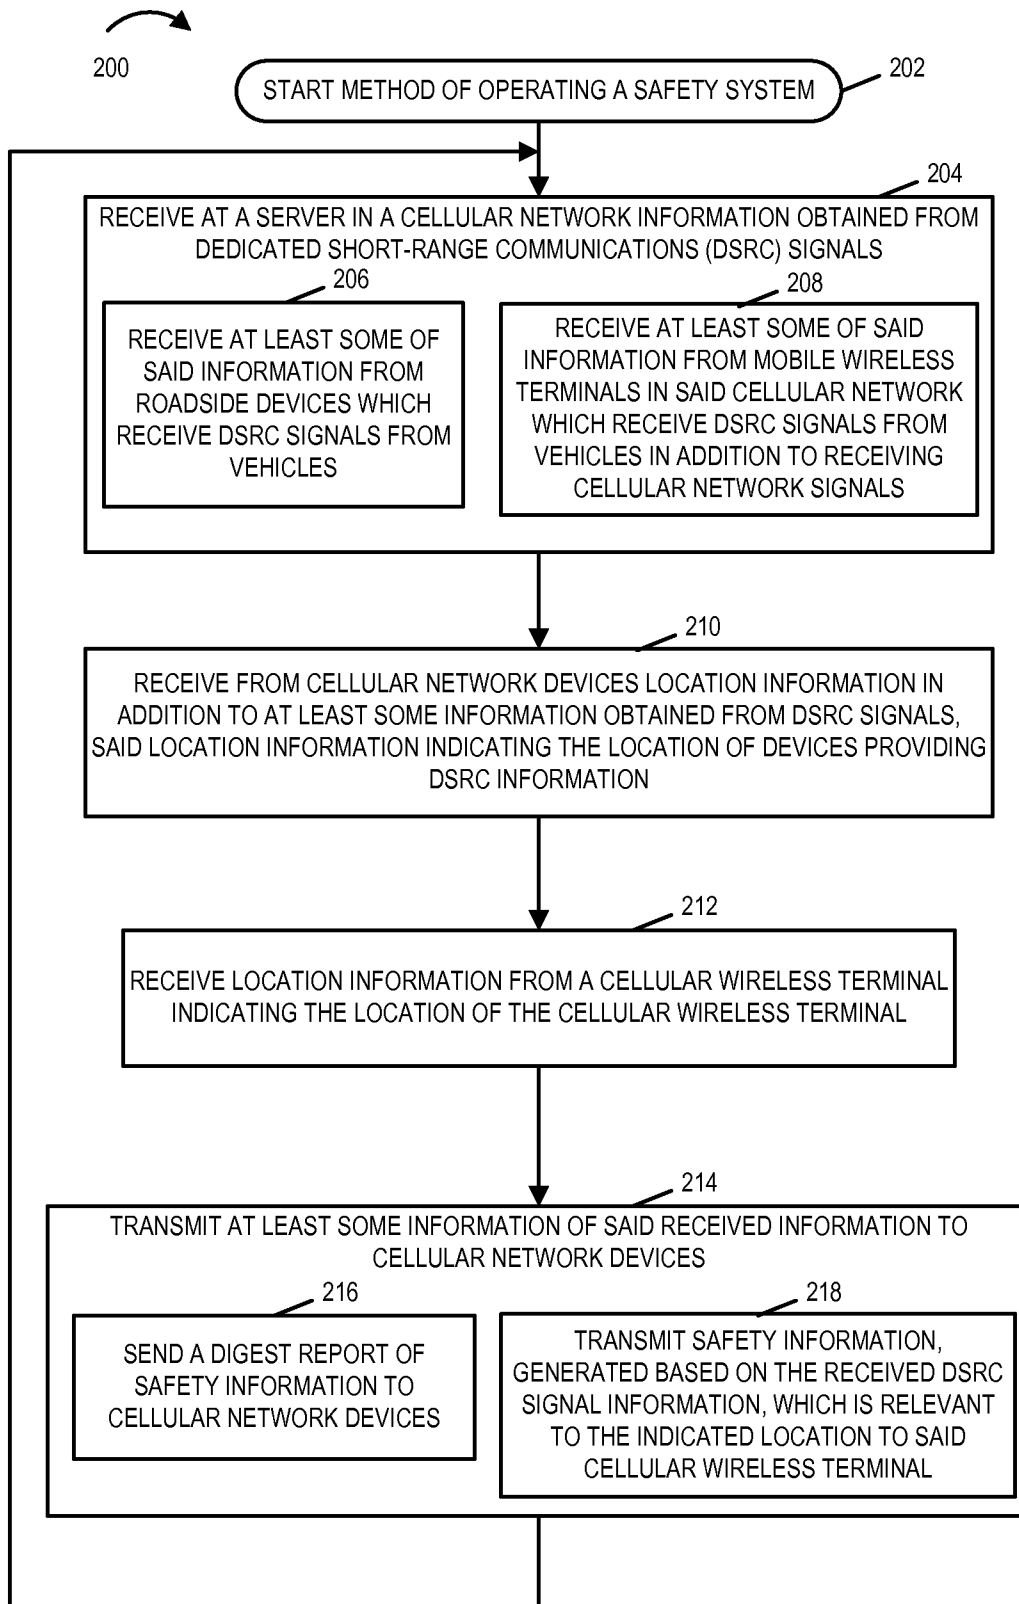 200
START METHOD OF OPERATING A SAFETY SYSTEM
202
204
RECEIVE AT A SERVER IN A CELLULAR NETWORK INFORMATION OBTAINED FROM
DEDICATED SHORT-RANGE COMMUNICATIONS (DSRC) SIGNALS
206
RECEIVE AT LEAST SOME OF
SAID INFORMATION FROM
ROADSIDE DEVICES WHICH
RECEIVE DSRC SIGNALS FROM
VEHICLES
208
RECEIVE AT LEAST SOME OF SAID
INFORMATION FROM MOBILE WIRELESS
TERMINALS IN SAID CELLULAR NETWORK
WHICH RECEIVE DSRC SIGNALS FROM
VEHICLES IN ADDITION TO RECEIVING
CELLULAR NETWORK SIGNALS
210
RECEIVE FROM CELLULAR NETWORK DEVICES LOCATION INFORMATION IN
ADDITION TO AT LEAST SOME INFORMATION OBTAINED FROM DSRC SIGNALS,
SAID LOCATION INFORMATION INDICATING THE LOCATION OF DEVICES PROVIDING
DSRC INFORMATION
212
RECEIVE LOCATION INFORMATION FROM A CELLULAR WIRELESS TERMINAL
INDICATING THE LOCATION OF THE CELLULAR WIRELESS TERMINAL
214
TRANSMIT AT LEAST SOME INFORMATION OF SAID RECEIVED INFORMATION TO
CELLULAR NETWORK DEVICES
216
SEND A DIGEST REPORT OF
SAFETY INFORMATION TO
CELLULAR NETWORK DEVICES
218
TRANSMIT SAFETY INFORMATION,
GENERATED BASED ON THE RECEIVED DSRC
SIGNAL INFORMATION, WHICH IS RELEVANT
TO THE INDICATED LOCATION TO SAID
CELLULAR WIRELESS TERMINAL